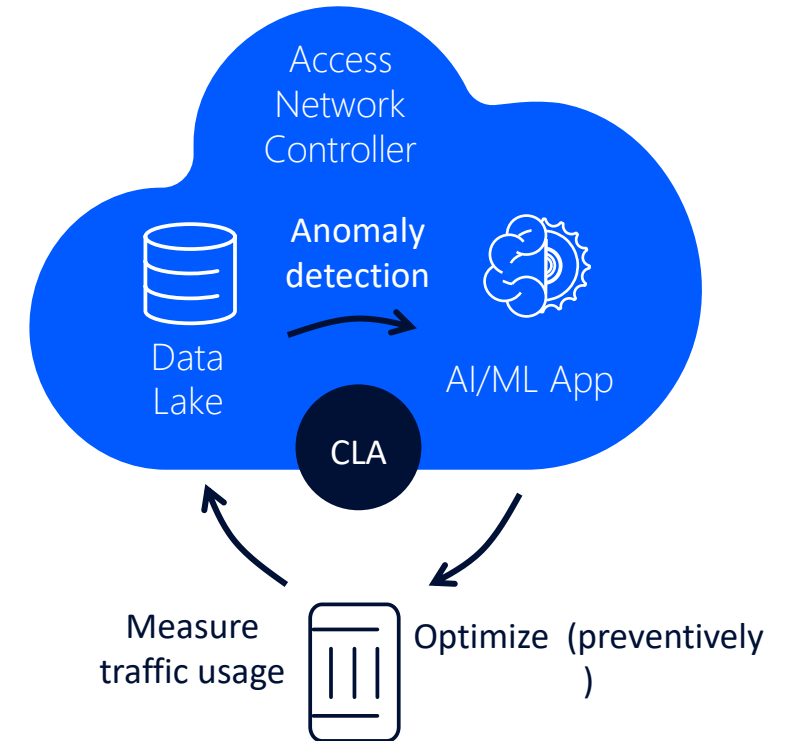 Access
Network
Controller
Anomaly
detection
Data
Lake
AI/ML App
CLA
Measure
traffic usage
Optimize (preventively
)